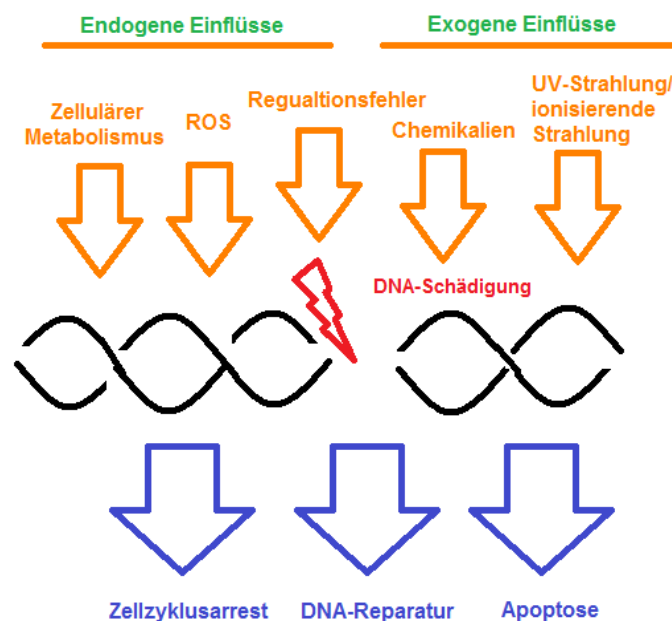 Endogene Einflüsse
Exogene Einflüsse
Zellulärer
Metabolismus
ROS
Regualtionsfehler
Chemikalien
UV-Strahlung/
ionisierende
Strahlung
DNA-Schädigung
Zellzyklusarrest
DNA-Reparatur
Apoptose